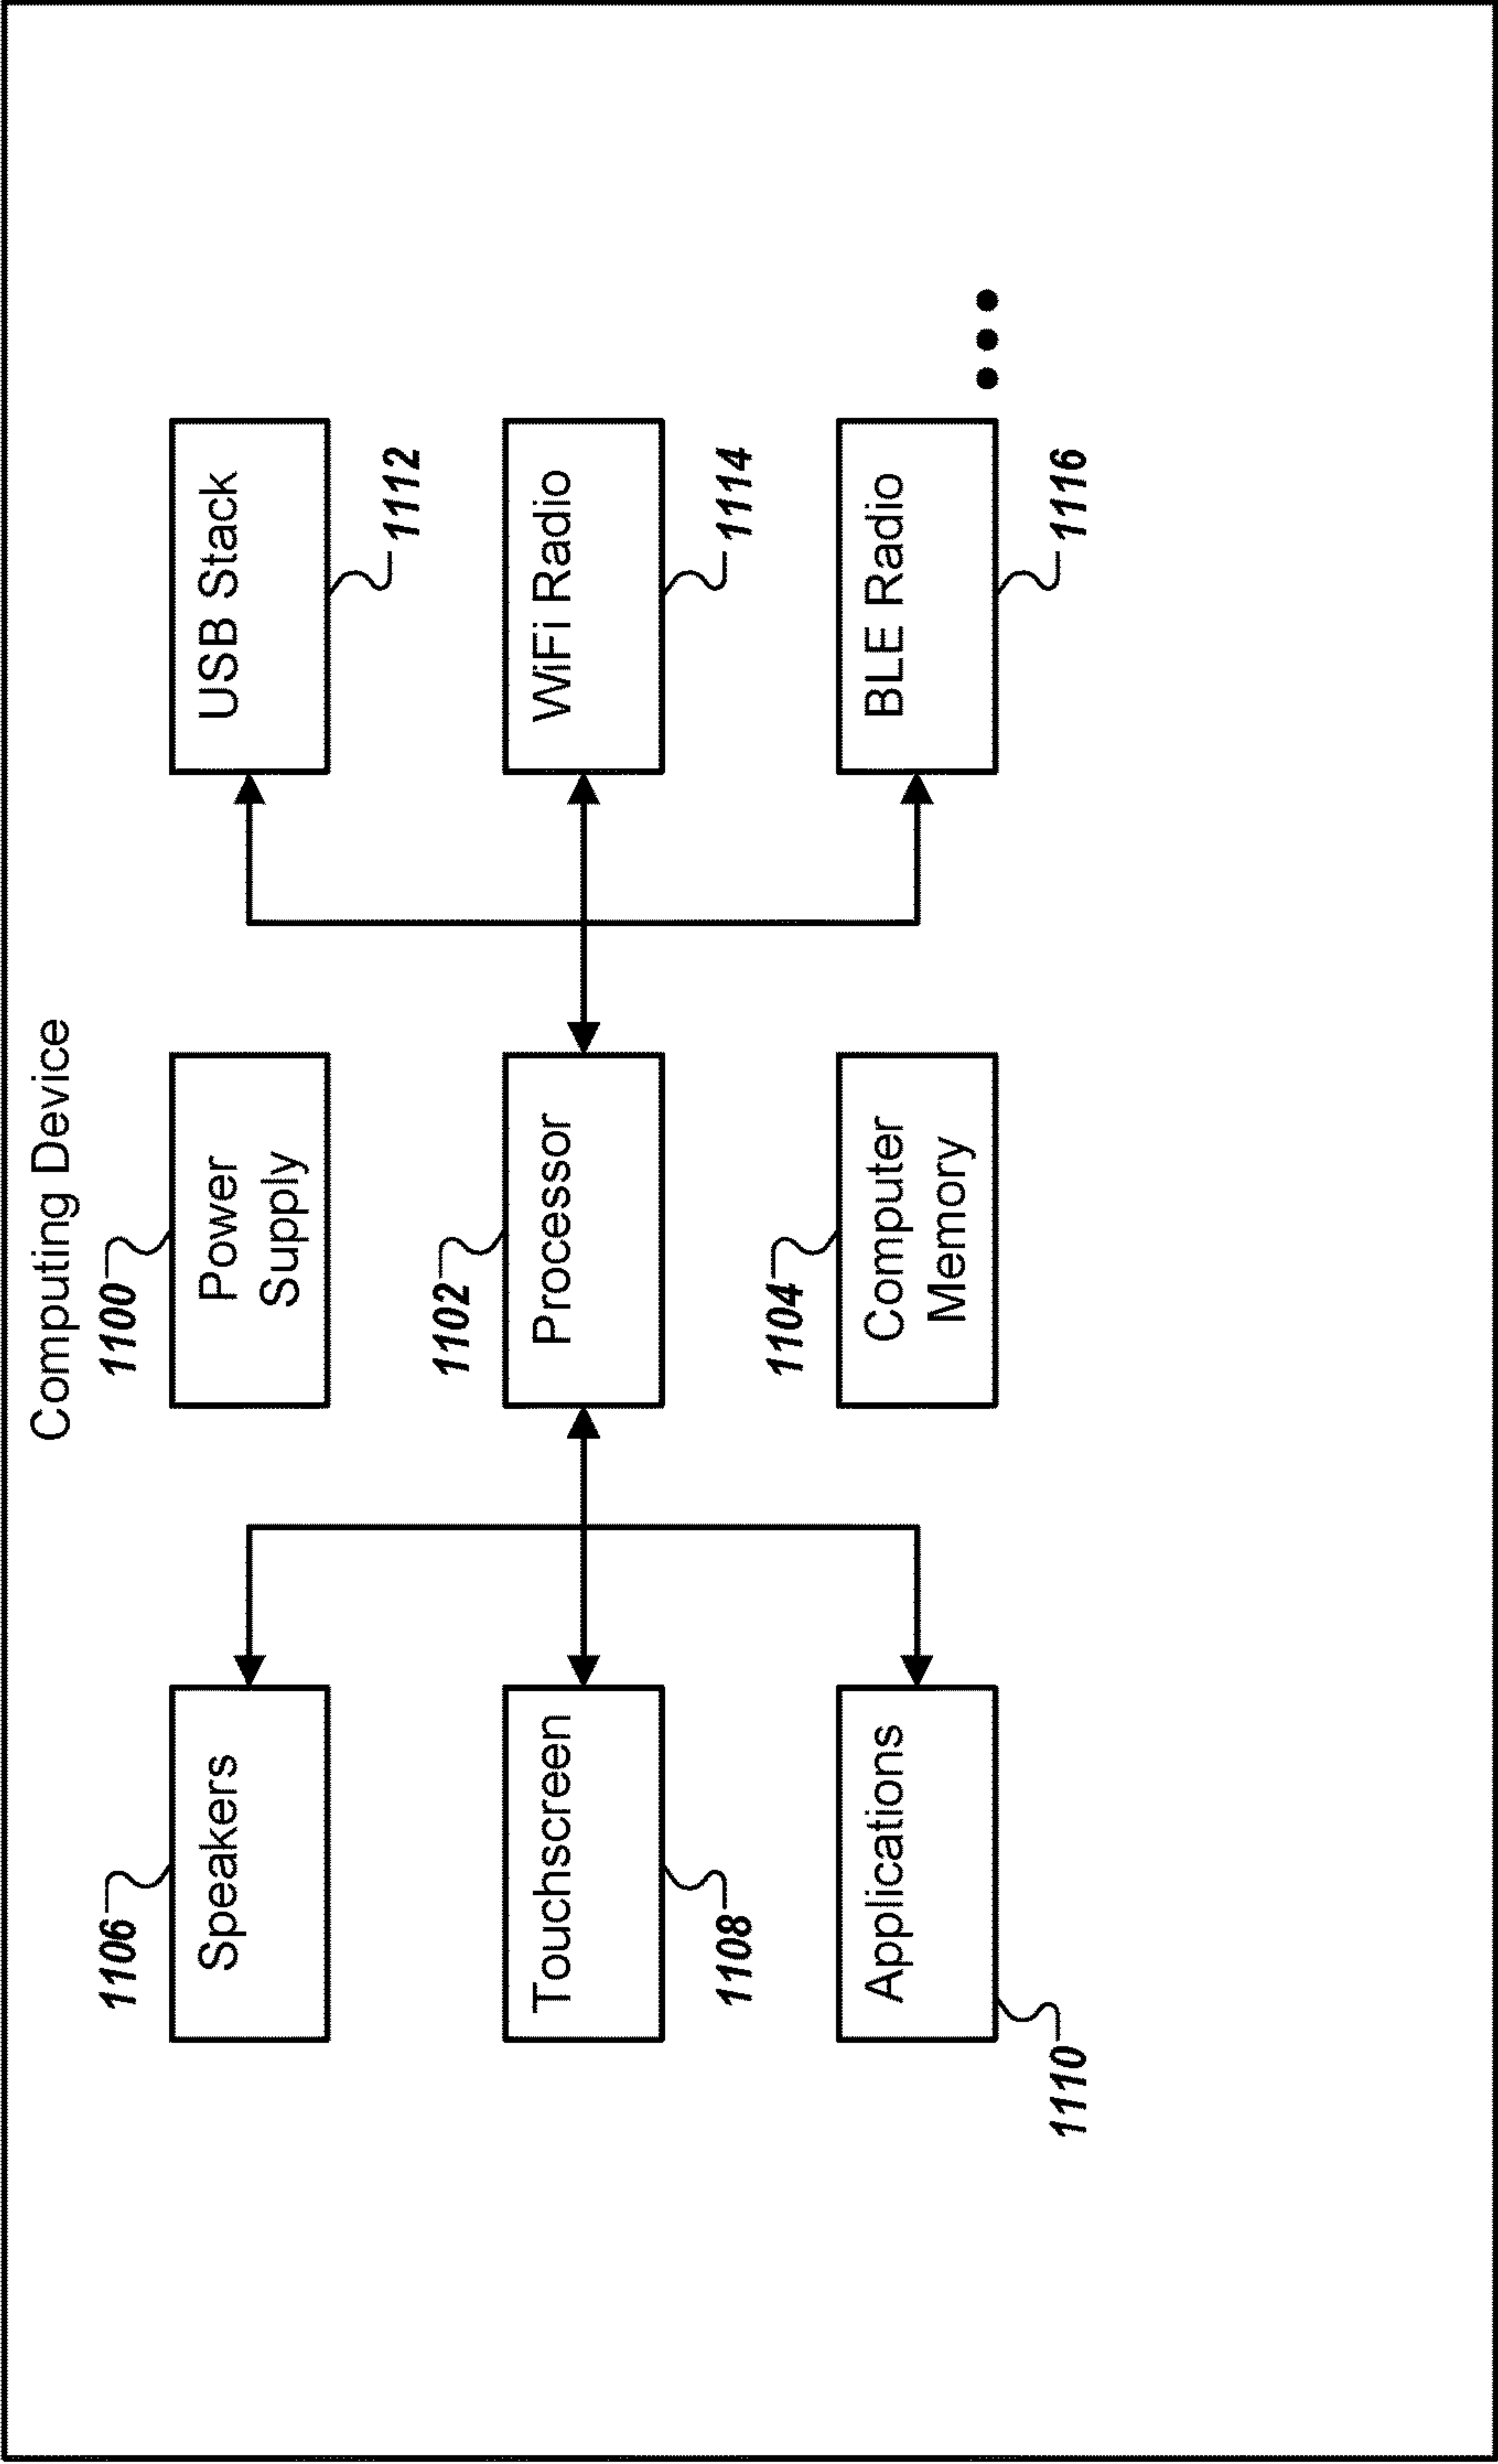 Computing Device
1106
Speakers
1100
Power
Supply
USB Stack
1112
Touchscreen
1108
1102
Processor
WiFi Radio
1114
Applications
1110
1104
Computer
Memory
BLE Radio
1116